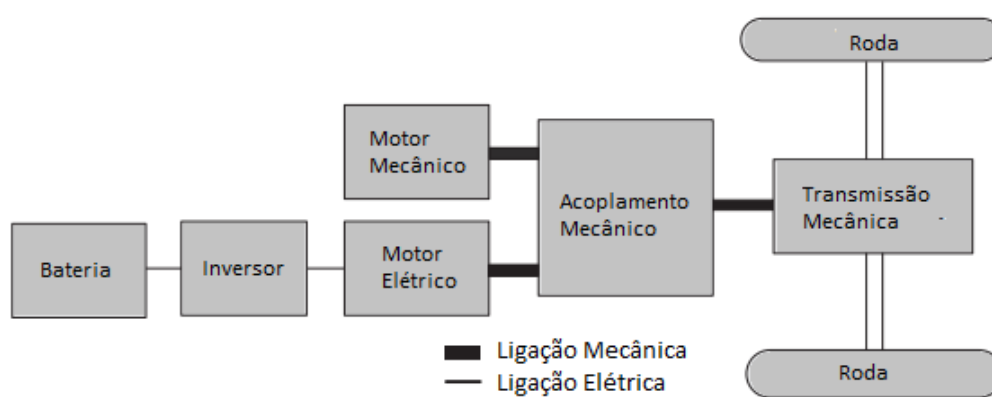 Roda
Motor
Mecânico
Acoplamento
Mecânico
Transmissão
Mecânica
Bateria
Inversor
Motor
Elétrico
Ligação Mecânica
Ligação Elétrica
Roda